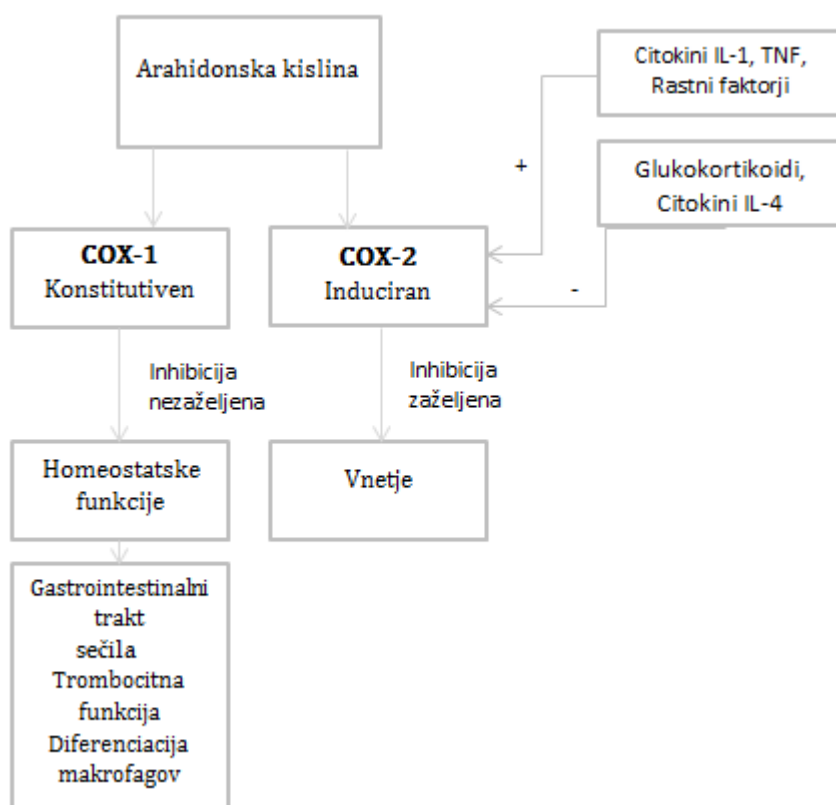 Arahidonska kislina
Citokini IL-1, TNF,
Rastni faktorji
+
Glukokortikoidi,
Citokini IL-4
COX-1
Konstitutiven
COX-2
Induciran
-
Inhibicija
nezaželjena
Inhibicija
zaželjena
Homeostatske
funkcije
Vnetje
Gastrointestinalni
trakt
sečila
Trombocitna
funkcija
Diferenciacija
makrofagov